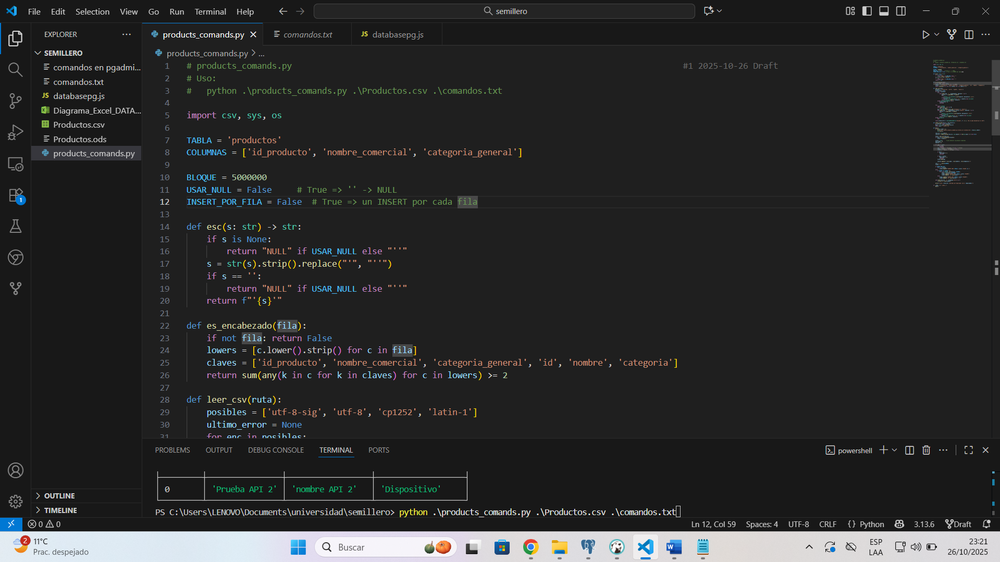 File Edit Selection View Go Run Terminal Help
semillero
EXPLORER
SEMILLERO
comandos en pgadmi...
comandos.txt
JS databasepg.js
Diagrama_Excel_DATA...
Productos.csv
Productos.ods
products_comands.py
OUTLINE
TIMELINE
1
products_comands.py
comandos.txt
JS databasepg.js
products_comands.py > ...
1 # products_comands.py #1 2025-10-26 Draft
2 # Uso:
3 #   python .\products_comands.py .\Productos.csv .\comandos.txt
4
5 import csv, sys, os
6
7 TABLA = 'productos'
8 COLUMNAS = ['id_producto', 'nombre_comercial', 'categoria_general']
9
10 BLOQUE = 5000000
11 USAR_NULL = False     # True => '' -> NULL
12 INSERT_POR_FILA = False  # True => un INSERT por cada fila
13
14 def esc(s: str) -> str:
15     if s is None:
16         return "NULL" if USAR_NULL else "''"
17     s = str(s).strip().replace("'", "''")
18     if s == '':
19         return "NULL" if USAR_NULL else "''"
20     return f"'{s}'"
21
22 def es_encabezado(fila):
23     if not fila: return False
24     lowers = [c.lower().strip() for c in fila]
25     claves = ['id_producto', 'nombre_comercial', 'categoria_general', 'id', 'nombre', 'categoria']
26     return sum(any(k in c for k in claves) for c in lowers) >= 2
27
28 def leer_csv(ruta):
29     posibles = ['utf-8-sig', 'utf-8', 'cp1252', 'latin-1']
30     ultimo_error = None
31     for enc in posibles:
PROBLEMS OUTPUT DEBUG CONSOLE TERMINAL PORTS
powershell
0 'Prueba API 2' 'nombre API 2' 'Dispositivo'
PS C:\Users\LENOVO\Documents\universidad\semillero> python .\products_comands.py .\Productos.csv .\comandos.txt
0 0
Ln 12, Col 59 Spaces: 4 UTF-8 CRLF {} Python 3.13.6 Draft
2
11°C
Prac. despejado
Buscar
ESP
LAA
23:21
26/10/2025